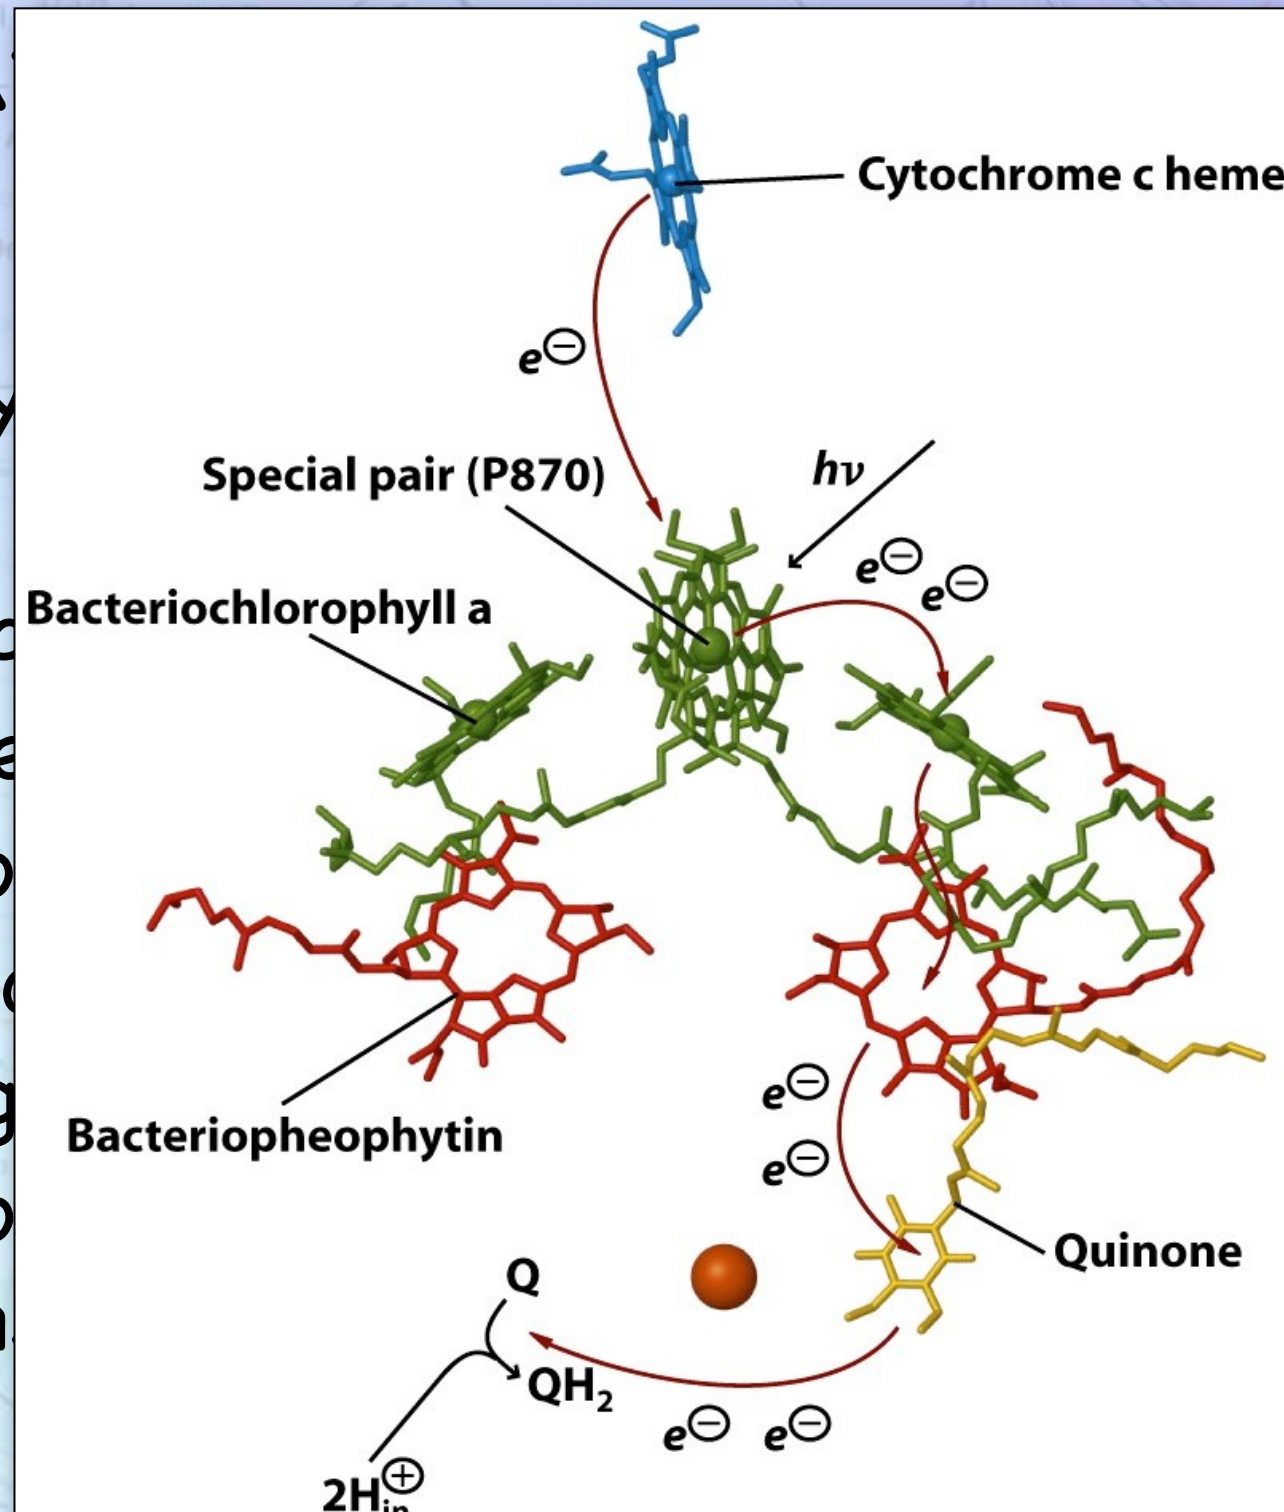 Cytochrome c heme
e⊖
Special pair (P870)
hν
e⊖ e⊖
Bacteriochlorophyll a
e⊖
Bacteriopheophytin
e⊖
Quinone
Q
QH₂
e⊖ e⊖
2H⊕in